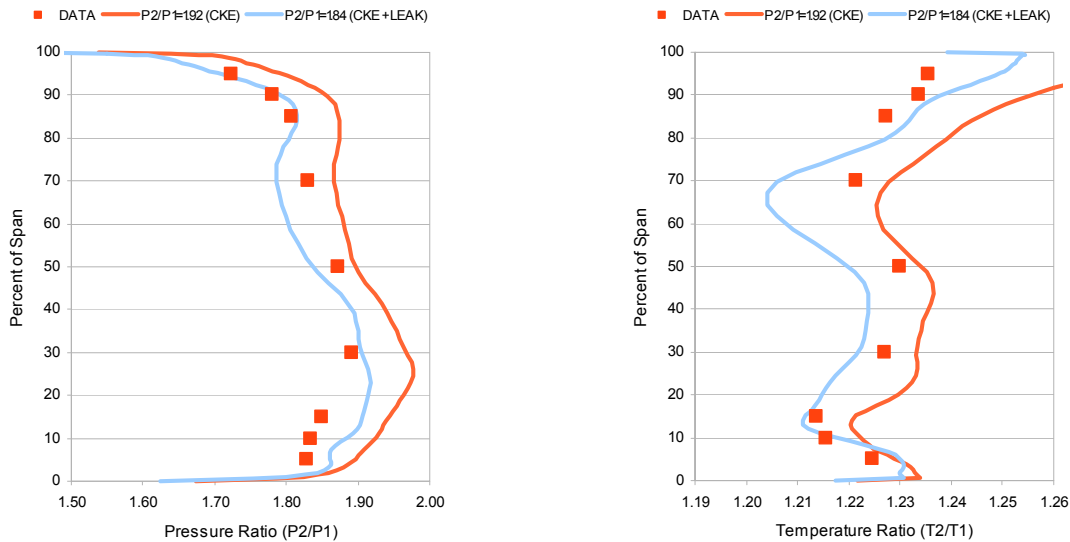 DATA P2/P1=1.92 (CKE) P2/P1=1.84 (CKE +LEAK)
DATA P2/P1=1.92 (CKE) P2/P1=1.84 (CKE +LEAK)
100
90
80
70
60
50
40
30
20
10
0
Percent of Span
1.50 1.60 1.70 1.80 1.90 2.00
Pressure Ratio (P2/P1)
100
90
80
70
60
50
40
30
20
10
0
Percent of Span
1.19 1.20 1.21 1.22 1.23 1.24 1.25 1.26
Temperature Ratio (T2/T1)